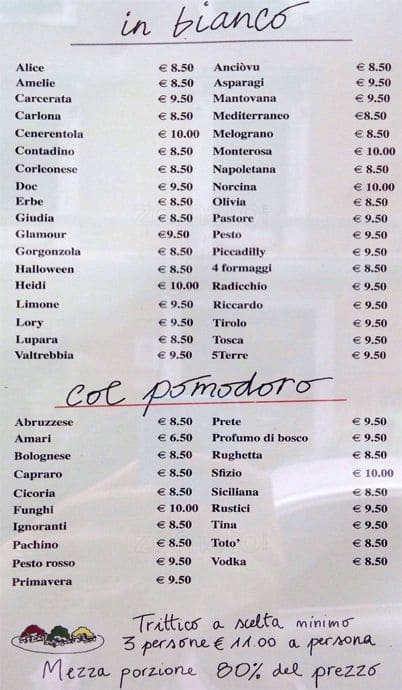 in bianco
Alice € 8.50 Anciòvu € 8.50
Amelie € 8.50 Asparagi € 9.50
Carcerata € 9.50 Mantovana € 9.50
Carlona € 8.50 Mediterraneo €8.50
Cenerentola € 10.00 Melograno € 8.50
Contadino € 8.50 Monterosa € 10.00
Corleonese € 8.50 Napoletana € 8.50
Doc € 9.50 Norcina € 10.00
Erbe € 8.50 Olivia € 8.50
Giudia € 8.50 Pastore € 9.50
Glamour €9.50 Pesto € 9.50
Gorgonzola € 8.50 Piccadilly € 9.50
Halloween € 8.50 4 formaggi € 8.50
Heidi € 10.00 Radicchio € 9.50
Limone € 9.50 Riccardo € 9.50
Lory € 9.50 Tirolo € 9.50
Lupara € 8.50 Tosca € 9.50
Valtrebbia € 9.50 5Terre € 9.50
col pomodoro
Abruzzese € 8.50 Prete € 9.50
Amari € 6.50 Profumo di bosco € 9.50
Bolognese € 8.50 Rughetta € 8.50
Capraro € 8.50 Sfizio € 10.00
Cicoria € 8.50 Siciliana € 8.50
Funghi € 10.00 Rustici € 9.50
Ignoranti € 8.50 Tina € 9.50
Pachino € 8.50 Toto' € 8.50
Pesto rosso € 9.50 Vodka € 8.50
Primavera € 9.50
Trittico a scelta minimo
3 persone € 11.00 a persona
Mezza porzione 80% del prezzo